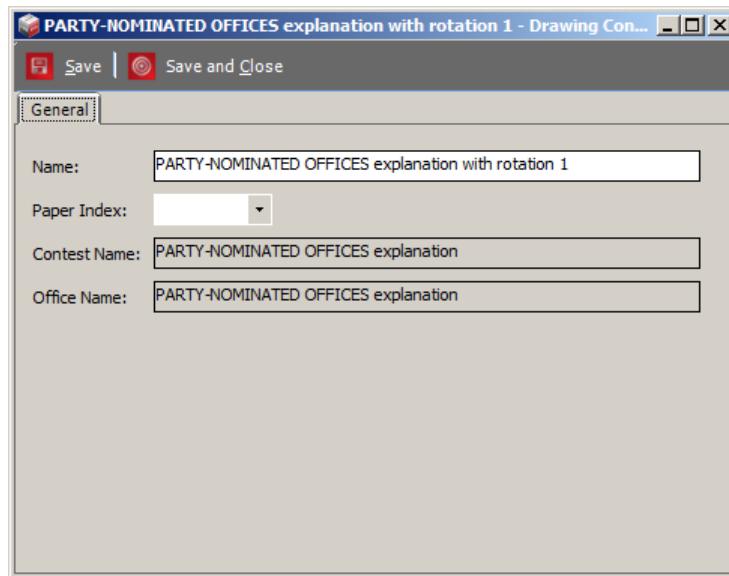 PARTY-NOMINATED OFFICES explanation with rotation 1 - Drawing Con...
Save Save and Close
General
Name: PARTY-NOMINATED OFFICES explanation with rotation 1
Paper Index:
Contest Name: PARTY-NOMINATED OFFICES explanation
Office Name: PARTY-NOMINATED OFFICES explanation